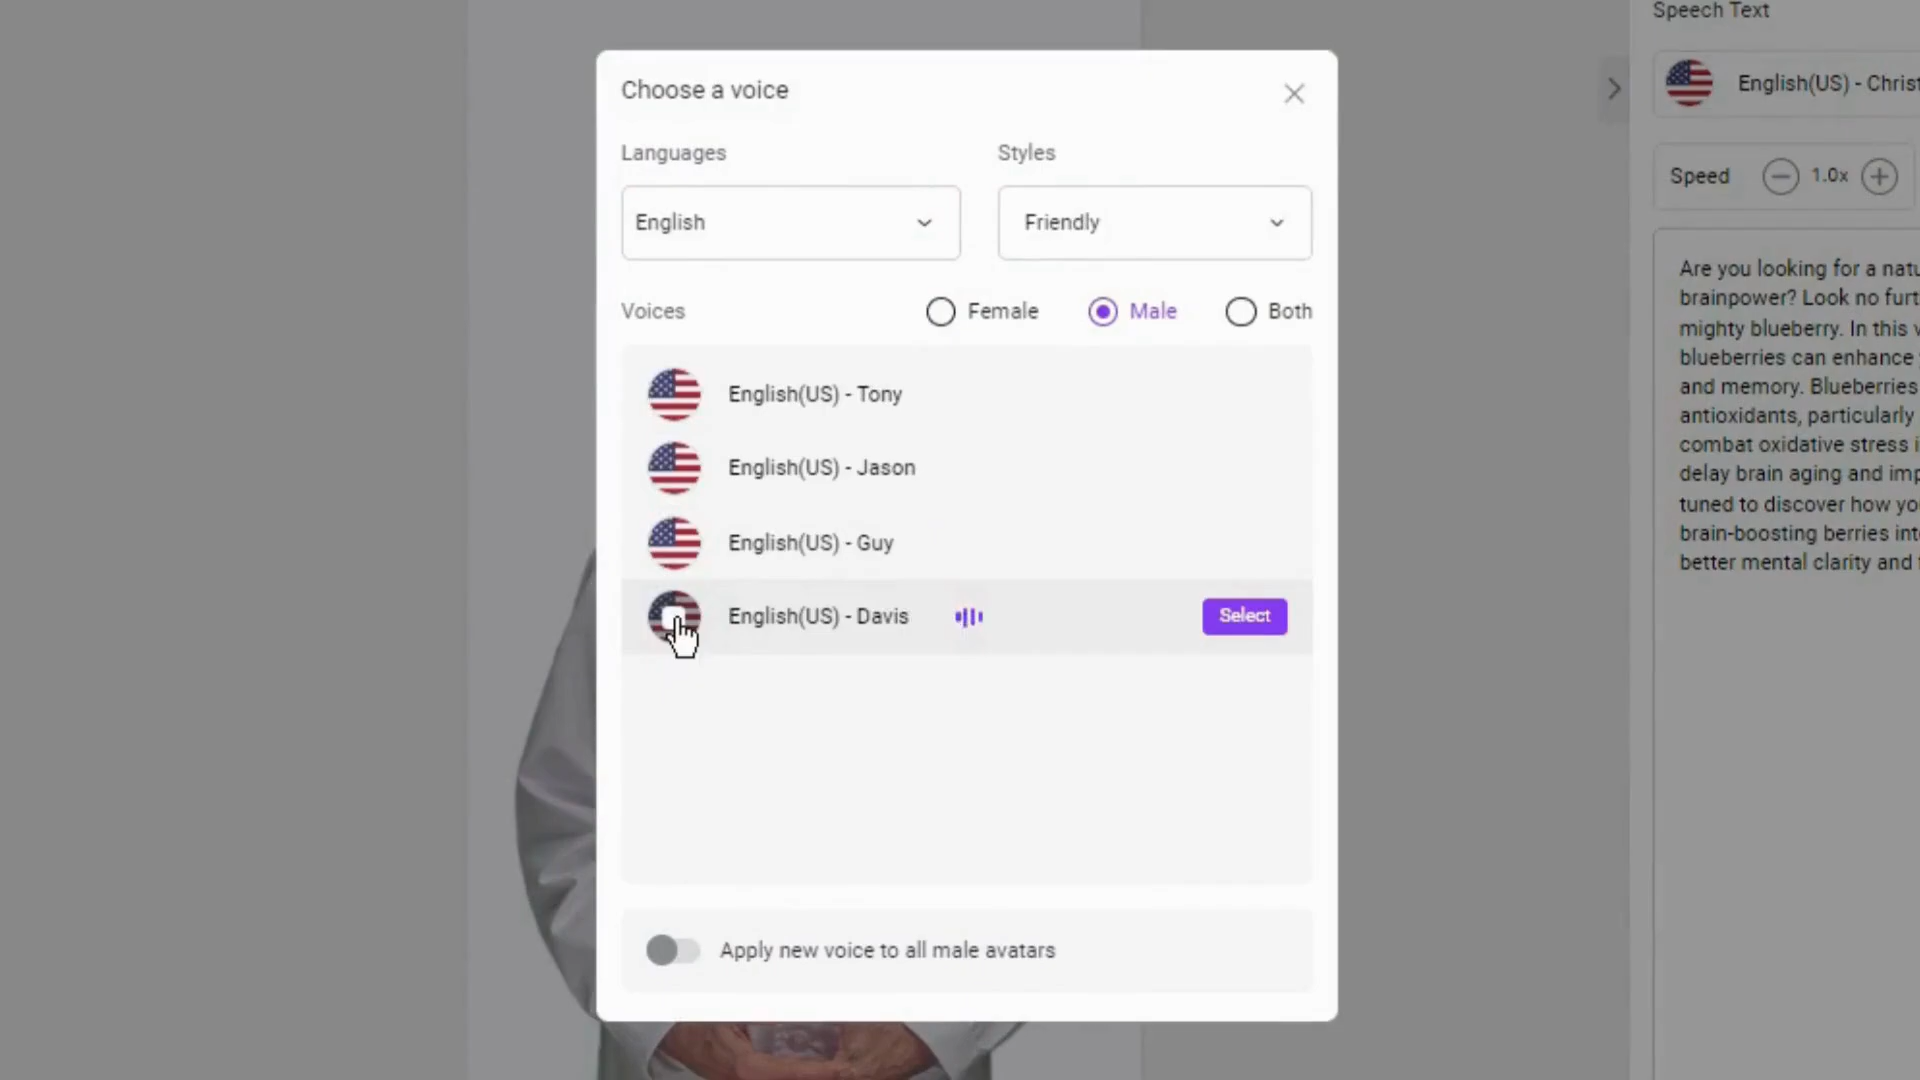 Speech Text
Choose a voice
English(US) - Christ
Languages
Styles
Speed
1.0x
English
Friendly
Voices
Female
Male
Both
Are you looking for a natu
brainpower? Look no furt
mighty blueberry. In this v
blueberries can enhance
and memory. Blueberries
antioxidants, particularly
combat oxidative stress i
delay brain aging and imp
tuned to discover how yo
brain-boosting berries into
better mental clarity and f
English(US) - Tony
English(US) - Jason
English(US) - Guy
English(US) - Davis
Select
Apply new voice to all male avatars